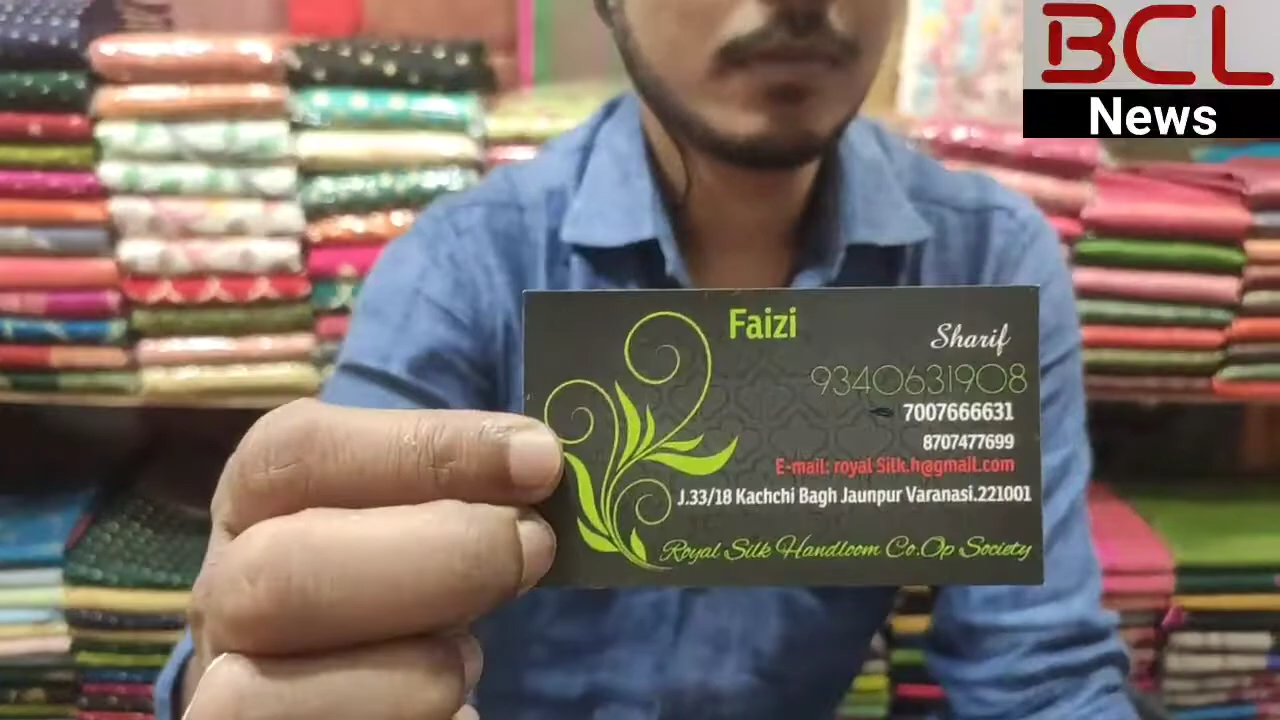 BCL
News
Faizi
Sharif
9340631908
7007666631
8707477699
E-mail: royal Silk.h@gmail.com
J.33/18 Kachchi Bagh Jaunpur Varanasi.221001
Royal Silk Handloom Co.Op Society